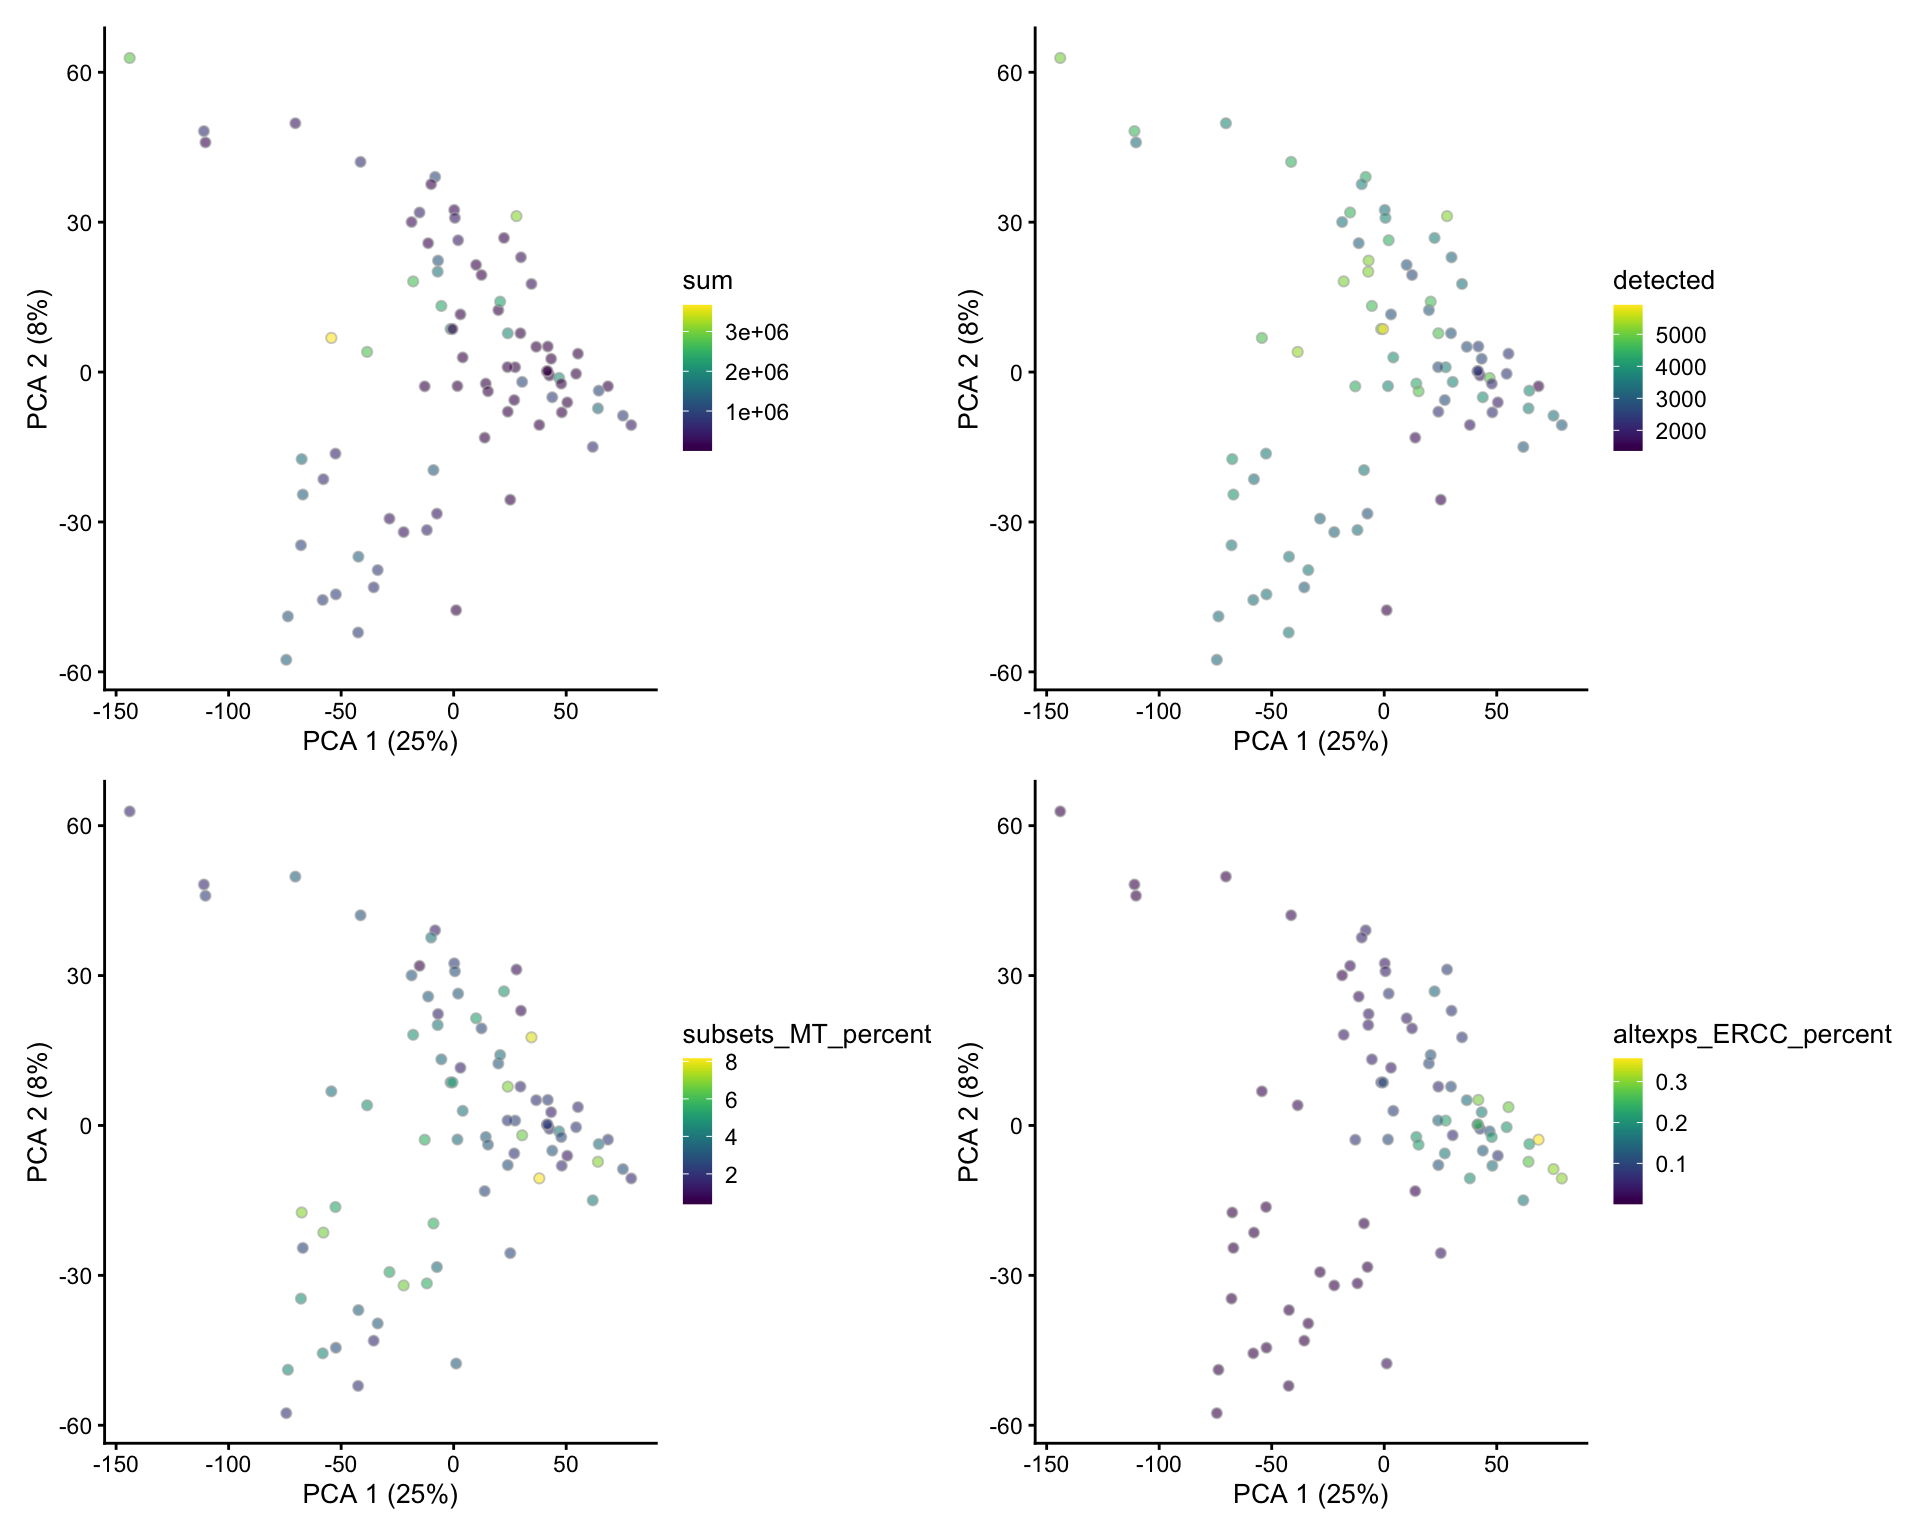 60
30
0
-30
-60
PCA 2 (8%)
-150 -100 -50 0 50
PCA 1 (25%)
sum
3e+06
2e+06
1e+06
60
30
0
-30
-60
PCA 2 (8%)
-150 -100 -50 0 50
PCA 1 (25%)
detected
5000
4000
3000
2000
60
30
0
-30
-60
PCA 2 (8%)
-150 -100 -50 0 50
PCA 1 (25%)
subsets_MT_percent
8
6
4
2
60
30
0
-30
-60
PCA 2 (8%)
-150 -100 -50 0 50
PCA 1 (25%)
altexps_ERCC_percent
0.3
0.2
0.1